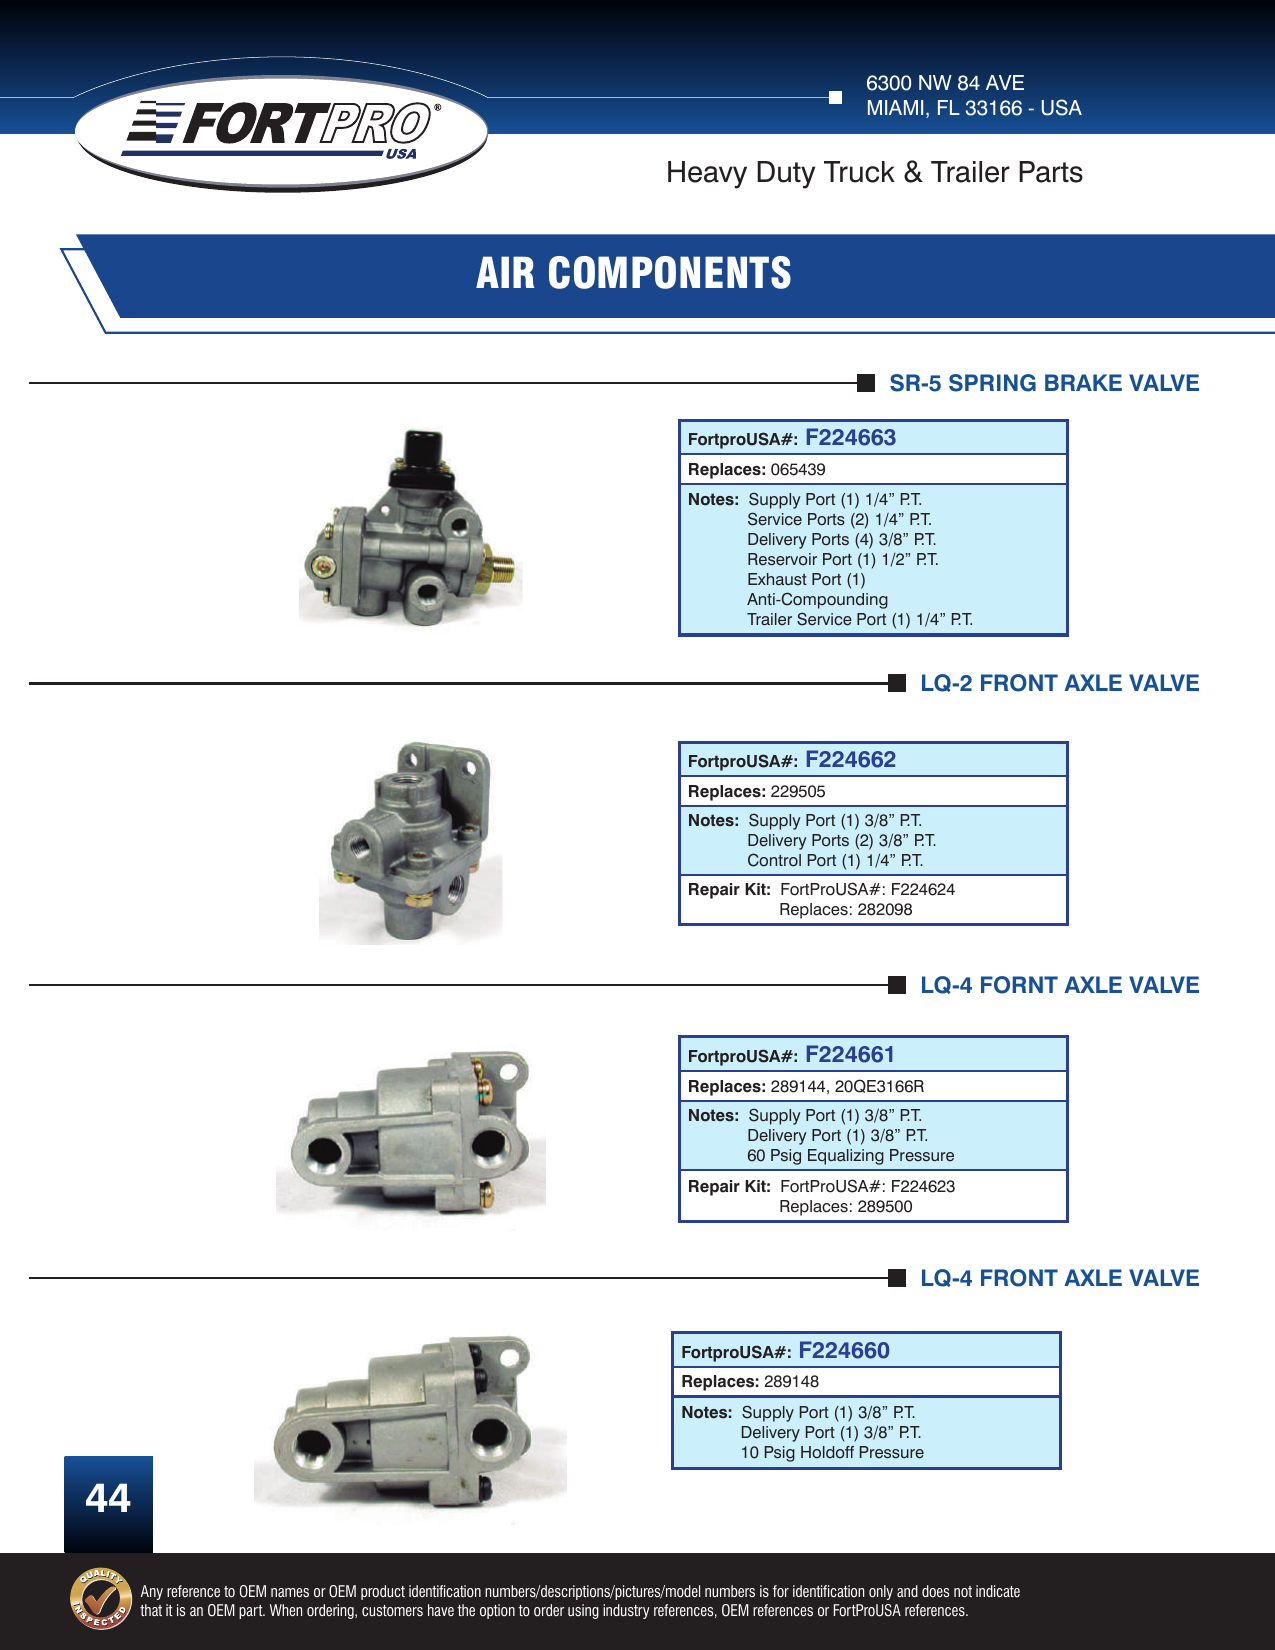 FORTPRO®
USA
6300 NW 84 AVE
MIAMI, FL 33166 - USA
Heavy Duty Truck & Trailer Parts
AIR COMPONENTS
SR-5 SPRING BRAKE VALVE
FortproUSA#: F224663
Replaces: 065439
Notes: Supply Port (1) 1/4” P.T.
Service Ports (2) 1/4” P.T.
Delivery Ports (4) 3/8” P.T.
Reservoir Port (1) 1/2” P.T.
Exhaust Port (1)
Anti-Compounding
Trailer Service Port (1) 1/4” P.T.
LQ-2 FRONT AXLE VALVE
FortproUSA#: F224662
Replaces: 229505
Notes: Supply Port (1) 3/8” P.T.
Delivery Ports (2) 3/8” P.T.
Control Port (1) 1/4” P.T.
Repair Kit: FortProUSA#: F224624
Replaces: 282098
LQ-4 FORNT AXLE VALVE
FortproUSA#: F224661
Replaces: 289144, 20QE3166R
Notes: Supply Port (1) 3/8” P.T.
Delivery Port (1) 3/8” P.T.
60 Psig Equalizing Pressure
Repair Kit: FortProUSA#: F224623
Replaces: 289500
LQ-4 FRONT AXLE VALVE
FortproUSA#: F224660
Replaces: 289148
Notes: Supply Port (1) 3/8” P.T.
Delivery Port (1) 3/8” P.T.
10 Psig Holdoff Pressure
44
QUALITY
INSPECTED
Any reference to OEM names or OEM product identification numbers/descriptions/pictures/model numbers is for identification only and does not indicate
that it is an OEM part. When ordering, customers have the option to order using industry references, OEM references or FortProUSA references.